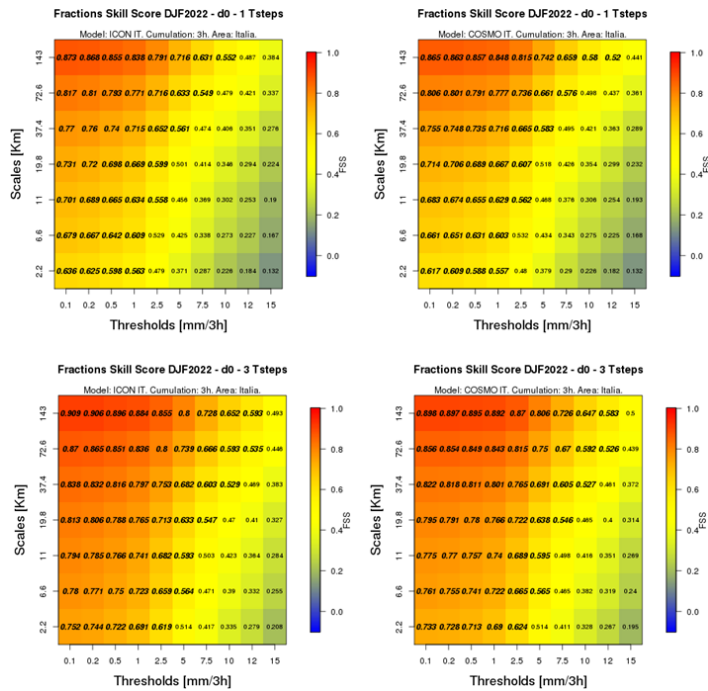 Fractions Skill Score DJF2022 - d0 - 1 Tsteps
Model: ICON IT. Cumulation: 3h. Area: Italia.
143 0.873 0.868 0.855 0.838 0.791 0.716 0.631 0.552 0.487 0.384
72.6 0.817 0.81 0.793 0.771 0.716 0.633 0.549 0.479 0.421 0.337
37.4 0.77 0.76 0.74 0.715 0.652 0.561 0.474 0.406 0.351 0.276
19.8 0.731 0.72 0.698 0.669 0.599 0.501 0.414 0.346 0.294 0.224
11 0.701 0.689 0.665 0.634 0.558 0.456 0.369 0.302 0.253 0.19
6.6 0.679 0.667 0.642 0.609 0.529 0.425 0.338 0.273 0.227 0.167
2.2 0.636 0.625 0.598 0.563 0.479 0.371 0.287 0.226 0.184 0.132
0.1 0.2 0.5 1 2.5 5 7.5 10 12 15
Thresholds [mm/3h]
Scales [Km]
1.0
0.8
0.6
0.4
0.2
0.0
FSS
Fractions Skill Score DJF2022 - d0 - 1 Tsteps
Model: COSMO IT. Cumulation: 3h. Area: Italia.
143 0.865 0.863 0.857 0.848 0.815 0.742 0.659 0.58 0.52 0.441
72.6 0.806 0.801 0.791 0.777 0.736 0.661 0.576 0.498 0.437 0.361
37.4 0.755 0.748 0.735 0.716 0.665 0.583 0.495 0.421 0.363 0.289
19.8 0.714 0.706 0.689 0.667 0.607 0.518 0.428 0.354 0.299 0.232
11 0.683 0.674 0.655 0.629 0.562 0.468 0.378 0.306 0.254 0.193
6.6 0.661 0.651 0.631 0.603 0.532 0.434 0.343 0.275 0.225 0.168
2.2 0.617 0.609 0.588 0.557 0.48 0.379 0.29 0.226 0.182 0.132
0.1 0.2 0.5 1 2.5 5 7.5 10 12 15
Thresholds [mm/3h]
Scales [Km]
1.0
0.8
0.6
0.4
0.2
0.0
FSS
Fractions Skill Score DJF2022 - d0 - 3 Tsteps
Model: ICON IT. Cumulation: 3h. Area: Italia.
143 0.909 0.906 0.896 0.884 0.855 0.8 0.728 0.652 0.593 0.493
72.6 0.87 0.865 0.851 0.836 0.8 0.739 0.666 0.593 0.535 0.448
37.4 0.838 0.832 0.816 0.797 0.753 0.682 0.603 0.529 0.469 0.383
19.8 0.813 0.806 0.788 0.765 0.713 0.633 0.547 0.47 0.41 0.327
11 0.794 0.785 0.766 0.741 0.682 0.593 0.503 0.423 0.364 0.284
6.6 0.78 0.771 0.75 0.723 0.659 0.564 0.471 0.39 0.332 0.255
2.2 0.752 0.744 0.722 0.691 0.619 0.514 0.417 0.335 0.279 0.208
0.1 0.2 0.5 1 2.5 5 7.5 10 12 15
Thresholds [mm/3h]
Scales [Km]
1.0
0.8
0.6
0.4
0.2
0.0
FSS
Fractions Skill Score DJF2022 - d0 - 3 Tsteps
Model: COSMO IT. Cumulation: 3h. Area: Italia.
143 0.898 0.897 0.895 0.892 0.87 0.806 0.726 0.647 0.583 0.5
72.6 0.856 0.854 0.849 0.843 0.815 0.75 0.67 0.592 0.526 0.439
37.4 0.822 0.818 0.811 0.801 0.765 0.691 0.605 0.527 0.461 0.372
19.8 0.795 0.791 0.78 0.766 0.722 0.638 0.546 0.465 0.4 0.314
11 0.775 0.77 0.757 0.74 0.689 0.595 0.498 0.416 0.351 0.269
6.6 0.761 0.755 0.741 0.722 0.665 0.565 0.465 0.382 0.319 0.24
2.2 0.733 0.728 0.713 0.69 0.624 0.514 0.411 0.328 0.267 0.195
0.1 0.2 0.5 1 2.5 5 7.5 10 12 15
Thresholds [mm/3h]
Scales [Km]
1.0
0.8
0.6
0.4
0.2
0.0
FSS